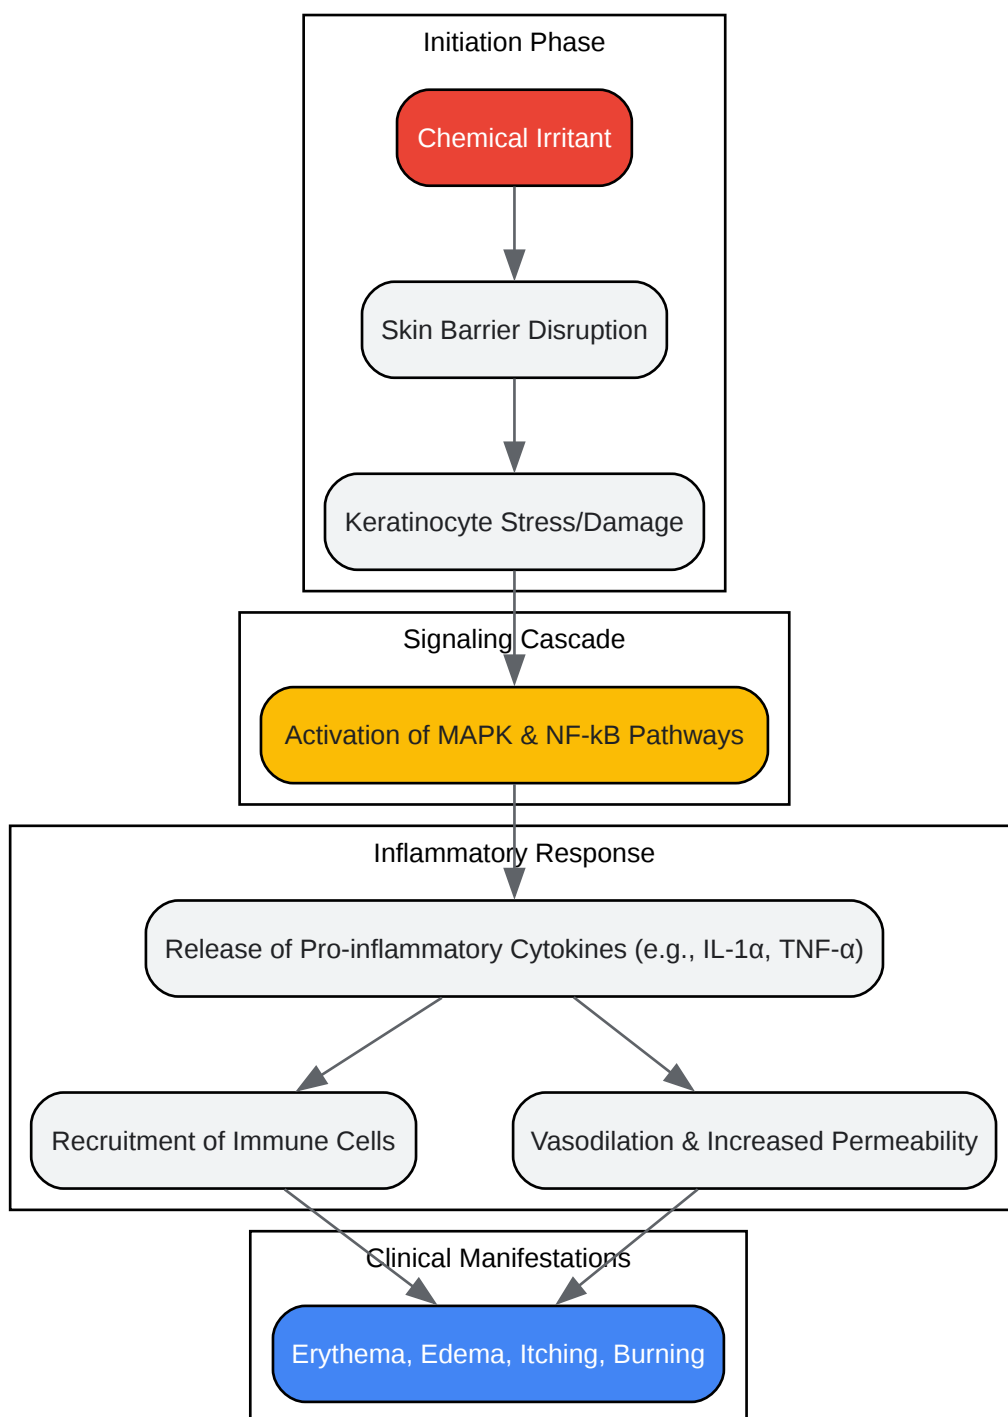 Initiation Phase
Chemical Irritant
Skin Barrier Disruption
Keratinocyte Stress/Damage
Signaling Cascade
Activation of MAPK & NF-kB Pathways
Inflammatory Response
Release of Pro-inflammatory Cytokines (e.g., IL-1α, TNF-α)
Recruitment of Immune Cells
Vasodilation & Increased Permeability
Clinical Manifestations
Erythema, Edema, Itching, Burning